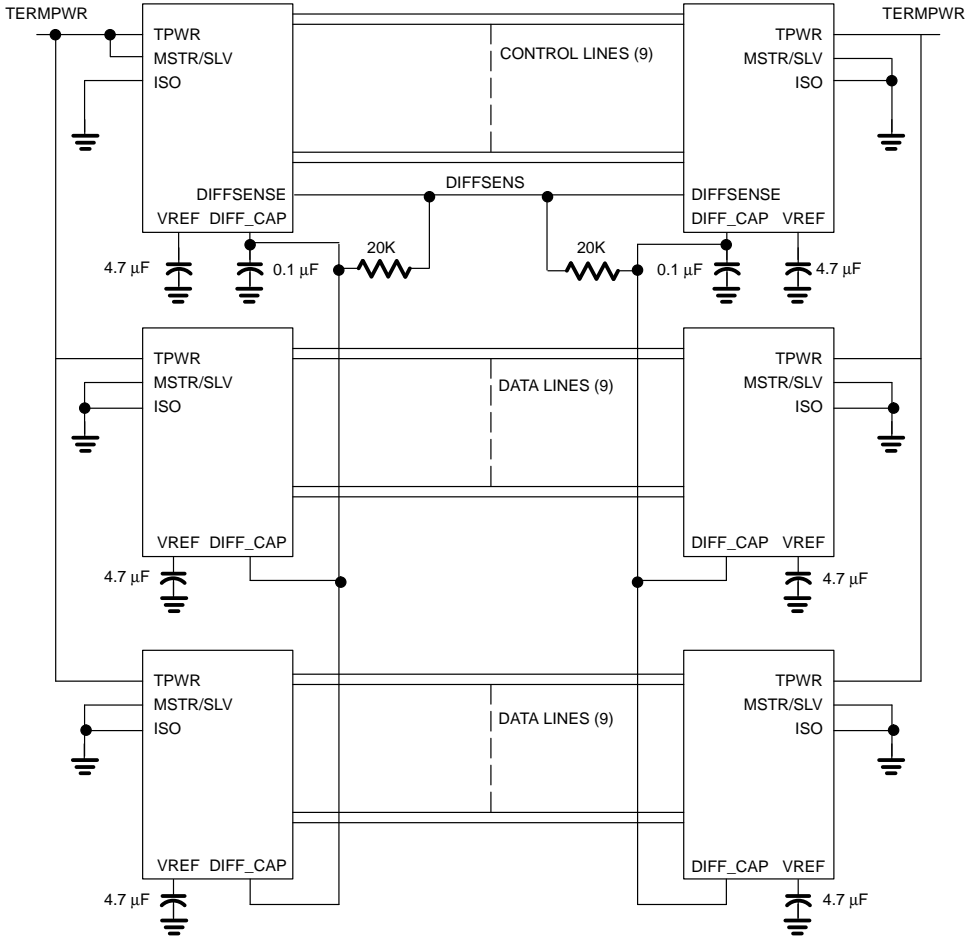 TERMPWR TERMPWR
TPWR TPWR
MSTR/SLV CONTROL LINES (9) MSTR/SLV
ISO ISO
DIFFSENSE DIFFSENS DIFFSENSE
VREF DIFF_CAP DIFF_CAP VREF
20K 20K
4.7 μF 0.1 μF 0.1 μF 4.7 μF
TPWR TPWR
MSTR/SLV DATA LINES (9) MSTR/SLV
ISO ISO
VREF DIFF_CAP DIFF_CAP VREF
4.7 μF 4.7 μF
TPWR TPWR
MSTR/SLV MSTR/SLV
DATA LINES (9)
ISO ISO
VREF DIFF_CAP DIFF_CAP VREF
4.7 μF 4.7 μF